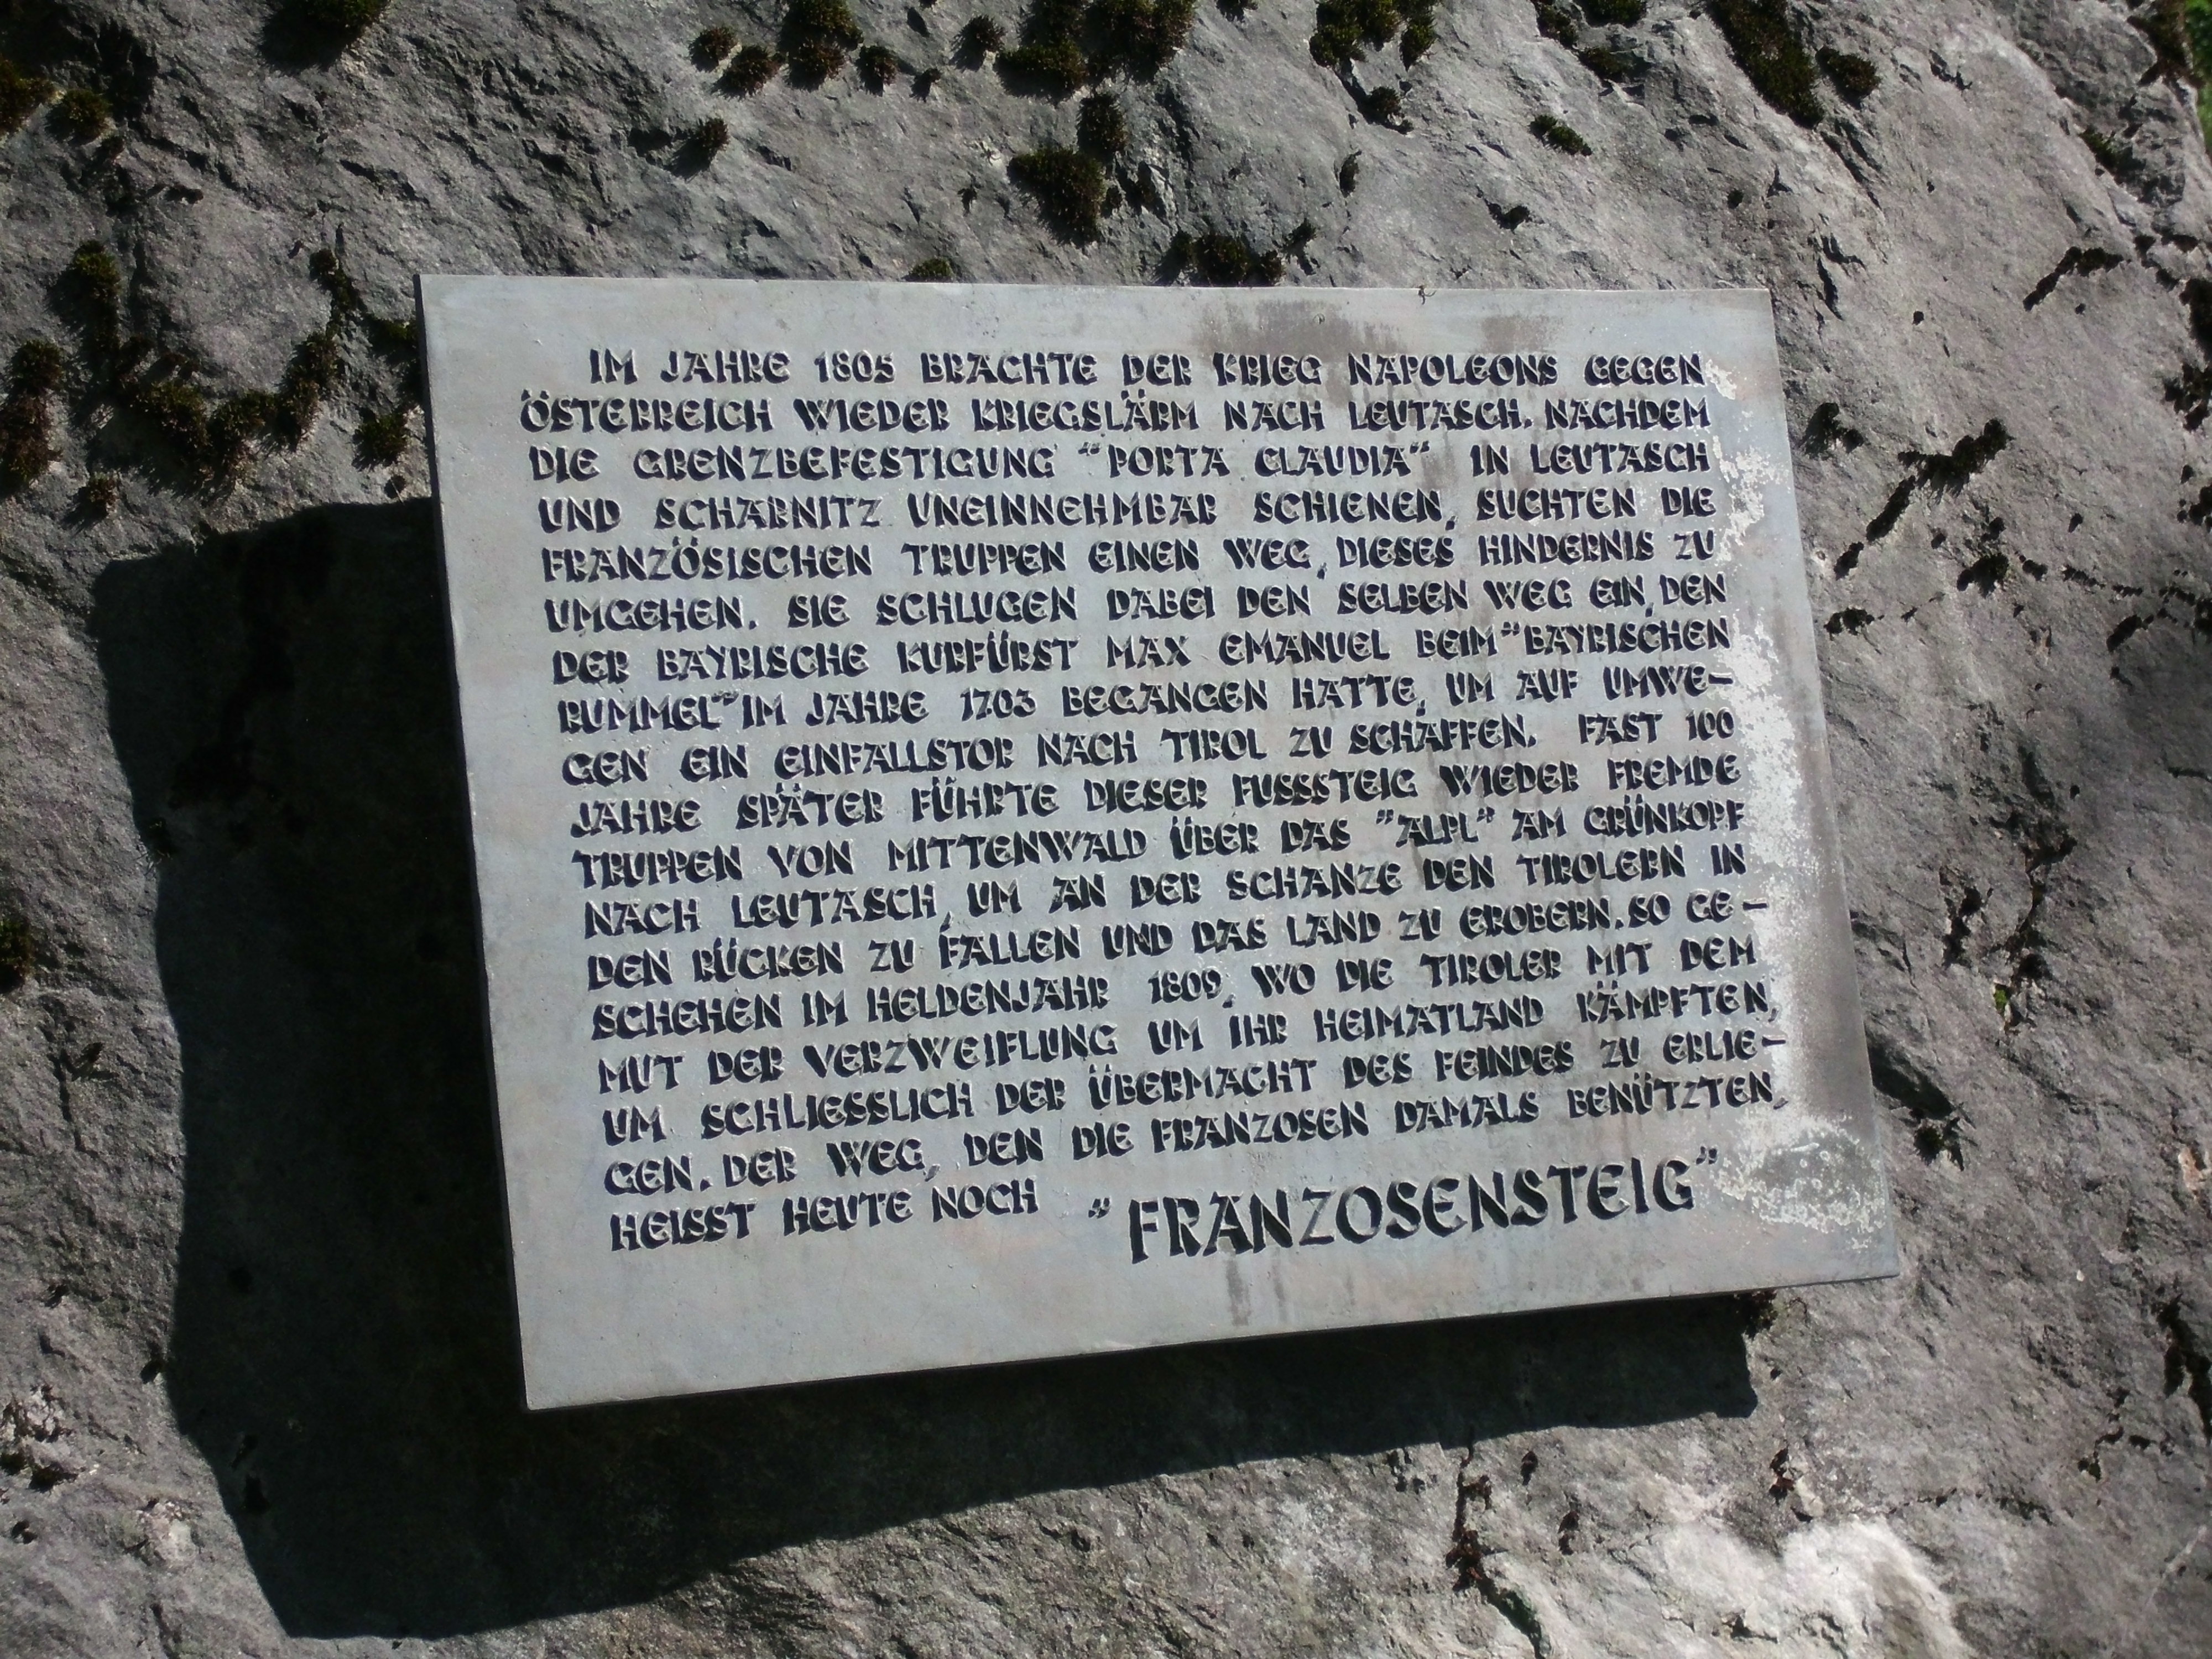 IM JAHRE 1805 BRACHTE DER KRIEG NAPOLEONS GEGEN
ÖSTERREICH WIEDER KRIEGSLÄRM NACH LEUTASCH. NACHDEM
DIE GRENZBEFESTIGUNG "PORTA CLAUDIA" IN LEUTASCH
UND SCHARNITZ UNEINNEHMBAR SCHIENEN, SUCHTEN DIE
FRANZÖSISCHEN TRUPPEN EINEN WEG, DIESES HINDERNIS ZU
UMGEHEN. SIE SCHLUGEN DABEI DEN SELBEN WEG EIN, DEN
DER BAYRISCHE KURFÜRST MAX EMANUEL BEIM "BAYRISCHEN
RUMMEL" IM JAHRE 1703 BEGANGEN HATTE, UM AUF UMWE-
GEN EIN EINFALLSTOR NACH TIROL ZU SCHAFFEN. FAST 100
JAHRE SPÄTER FÜHRTE DIESER FUSSSTEIG WIEDER FREMDE
TRUPPEN VON MITTENWALD ÜBER DAS "ALPL" AM GRÜNKOPF
NACH LEUTASCH, UM AN DER SCHANZE DEN TIROLERN IN
DEN RÜCKEN ZU FALLEN UND DAS LAND ZU EROBERN. SO GE-
SCHEHEN IM HELDENJAHR 1809, WO DIE TIROLER MIT DEM
MUT DER VERZWEIFLUNG UM IHR HEIMATLAND KÄMPFTEN,
UM SCHLIESSLICH DER ÜBERMACHT DES FEINDES ZU ERLIE-
GEN. DER WEG, DEN DIE FRANZOSEN DAMALS BENÜTZTEN,
HEISST HEUTE NOCH "FRANZOSENSTEIG"